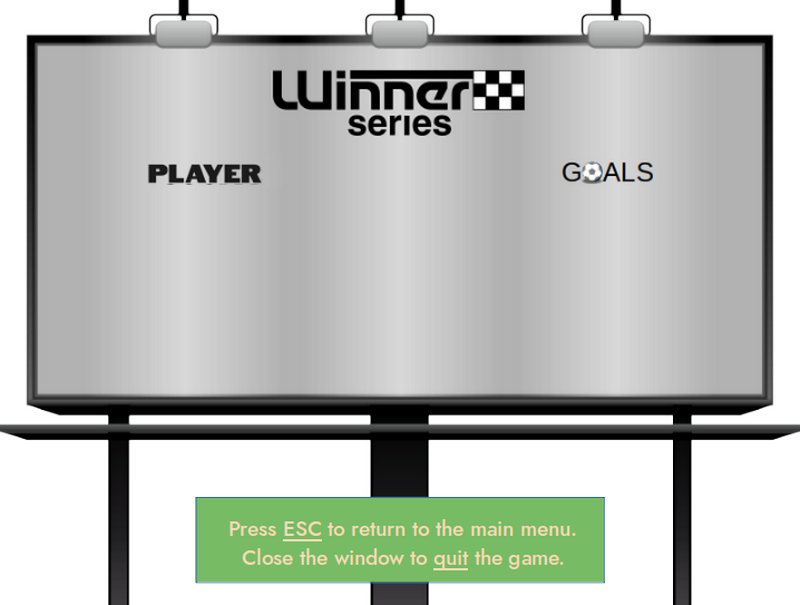 Winner
series
PLAYER GOALS
Press ESC to return to the main menu.
Close the window to quit the game.